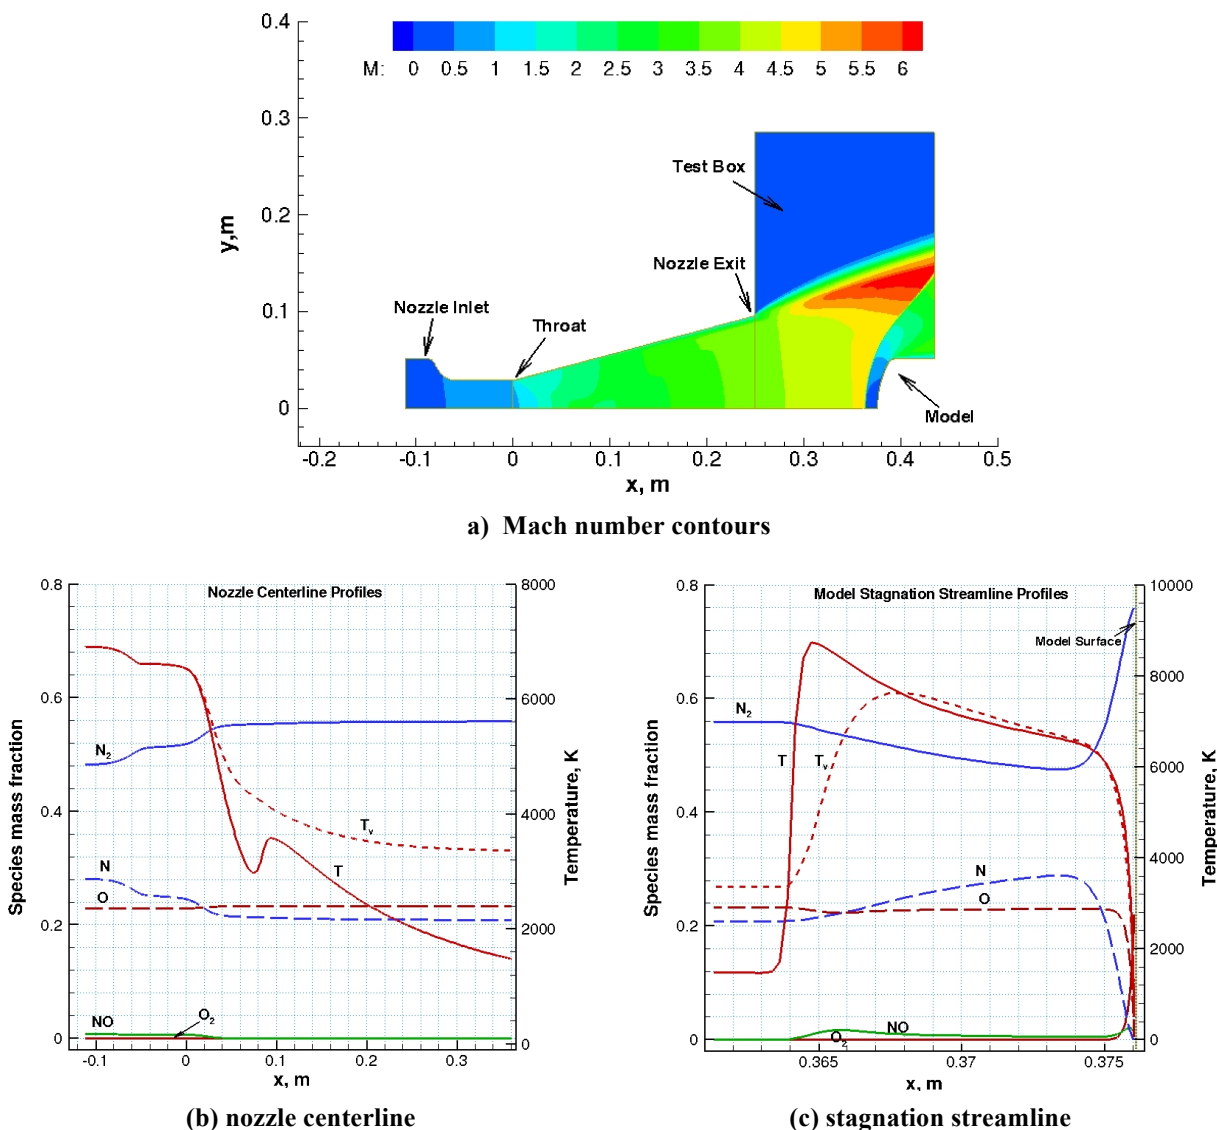 0.4
M: 0 0.5 1 1.5 2 2.5 3 3.5 4 4.5 5 5.5 6
0.3
Test Box
0.2
y,m
Nozzle Exit
0.1
Nozzle Inlet
Throat
0
Model
-0.2 -0.1 0 0.1 0.2 0.3 0.4 0.5
x, m
a) Mach number contours
0.8
Nozzle Centerline Profiles
8000
0.6
6000
N₂
Species mass fraction
0.4
4000
Temperature, K
Tᵥ
T
N
O
0.2
2000
NO
O₂
0
0
-0.1 0 0.1 0.2 0.3
x, m
(b) nozzle centerline
0.8
Model Stagnation Streamline Profiles
10000
Model Surface
8000
0.6
N₂
T
Tᵥ
6000
Species mass fraction
Temperature, K
0.4
4000
N
O
0.2
2000
NO
O₂
0
0
0.365 0.37 0.375
x, m
(c) stagnation streamline